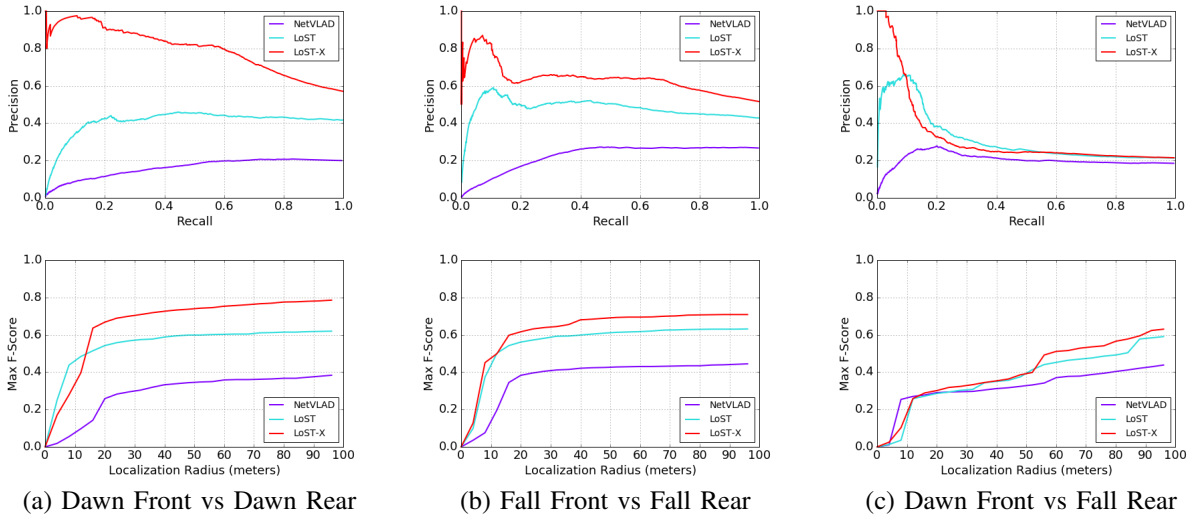 1.0
0.8
0.6
0.4
0.2
0.0
Precision
0.0 0.2 0.4 0.6 0.8 1.0
Recall
NetVLAD
LoST
LoST-X
1.0
0.8
0.6
0.4
0.2
0.0
Precision
0.0 0.2 0.4 0.6 0.8 1.0
Recall
NetVLAD
LoST
LoST-X
1.0
0.8
0.6
0.4
0.2
0.0
Precision
0.0 0.2 0.4 0.6 0.8 1.0
Recall
NetVLAD
LoST
LoST-X
1.0
0.8
0.6
0.4
0.2
0.0
Max F-Score
0 10 20 30 40 50 60 70 80 90 100
Localization Radius (meters)
NetVLAD
LoST
LoST-X
1.0
0.8
0.6
0.4
0.2
0.0
Max F-Score
0 10 20 30 40 50 60 70 80 90 100
Localization Radius (meters)
NetVLAD
LoST
LoST-X
1.0
0.8
0.6
0.4
0.2
0.0
Max F-Score
0 10 20 30 40 50 60 70 80 90 100
Localization Radius (meters)
NetVLAD
LoST
LoST-X
(a) Dawn Front vs Dawn Rear
(b) Fall Front vs Fall Rear
(c) Dawn Front vs Fall Rear